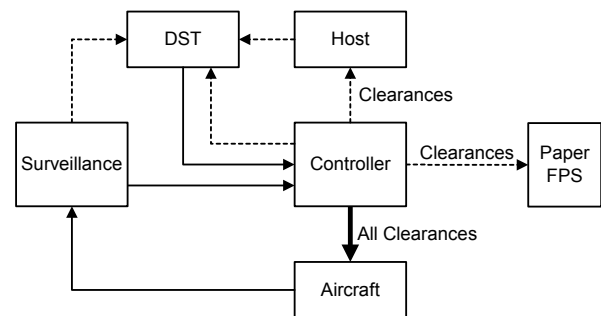 DST
Host
Clearances
Surveillance
Controller
Clearances
Paper
FPS
All Clearances
Aircraft